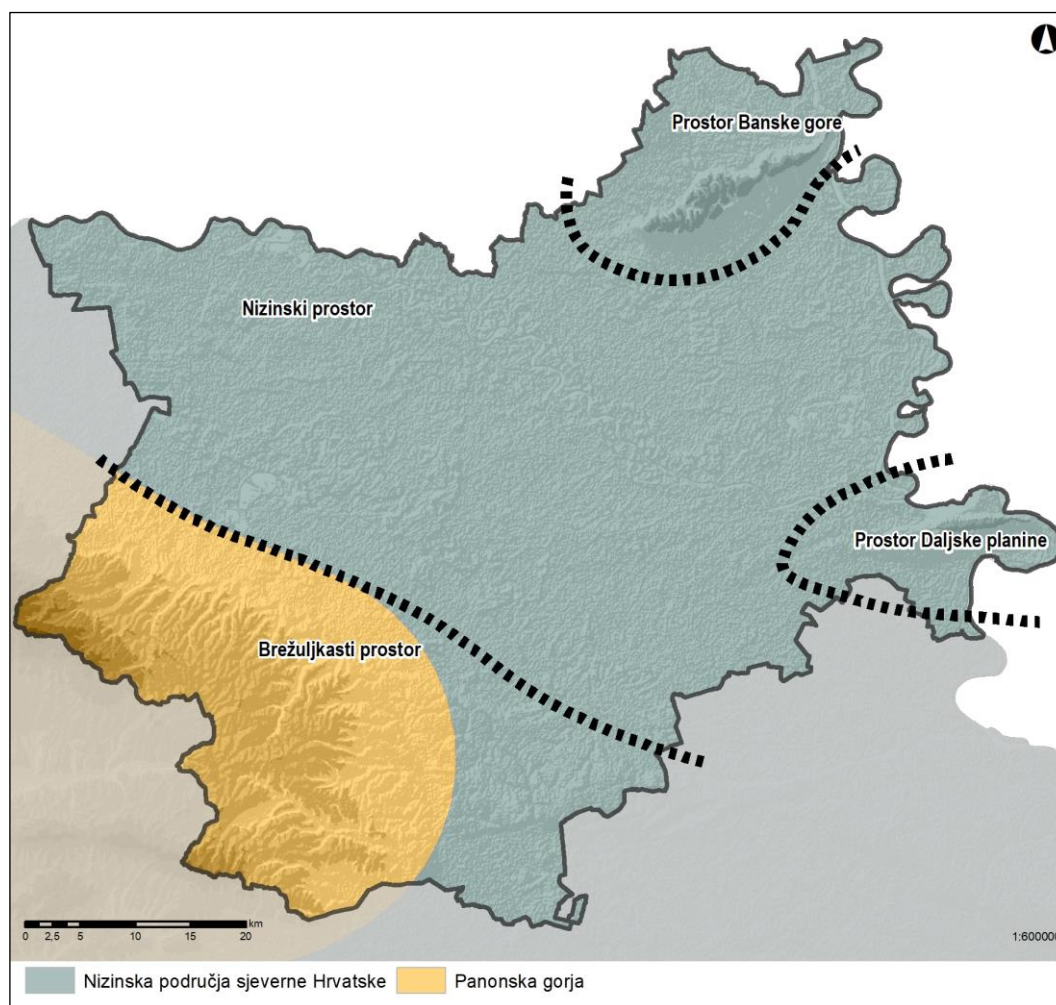 Prostor Banske gore
Nizinski prostor
Prostor Daljske planine
Brežuljkasti prostor
km
0 2,5 5 10 15 20
1:600000
Nizinska područja sjeverne Hrvatske Panonska gorja